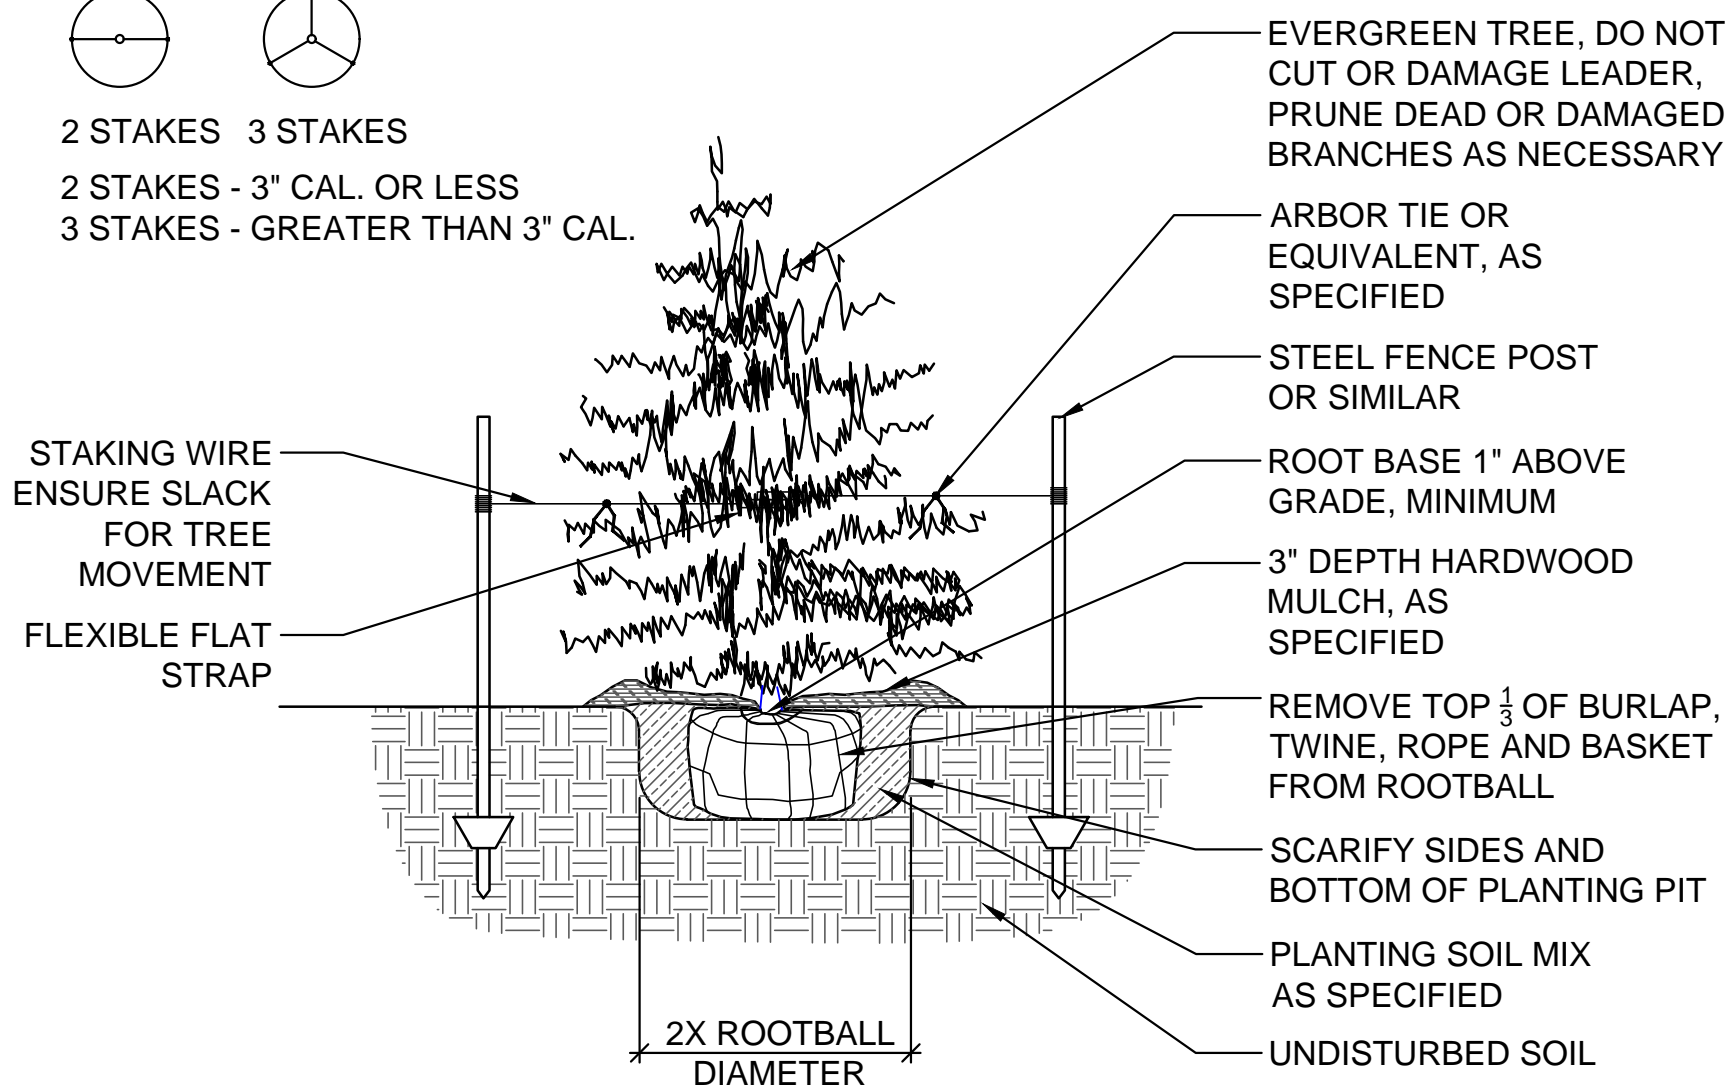 2 STAKES 3 STAKES
2 STAKES - 3" CAL. OR LESS
3 STAKES - GREATER THAN 3" CAL.
STAKING WIRE
ENSURE SLACK
FOR TREE
MOVEMENT
FLEXIBLE FLAT
STRAP
EVERGREEN TREE, DO NOT
CUT OR DAMAGE LEADER,
PRUNE DEAD OR DAMAGED
BRANCHES AS NECESSARY
ARBOR TIE OR
EQUIVALENT, AS
SPECIFIED
STEEL FENCE POST
OR SIMILAR
ROOT BASE 1" ABOVE
GRADE, MINIMUM
3" DEPTH HARDWOOD
MULCH, AS
SPECIFIED
REMOVE TOP 1/3 OF BURLAP,
TWINE, ROPE AND BASKET
FROM ROOTBALL
SCARIFY SIDES AND
BOTTOM OF PLANTING PIT
PLANTING SOIL MIX
AS SPECIFIED
UNDISTURBED SOIL
2X ROOTBALL
DIAMETER